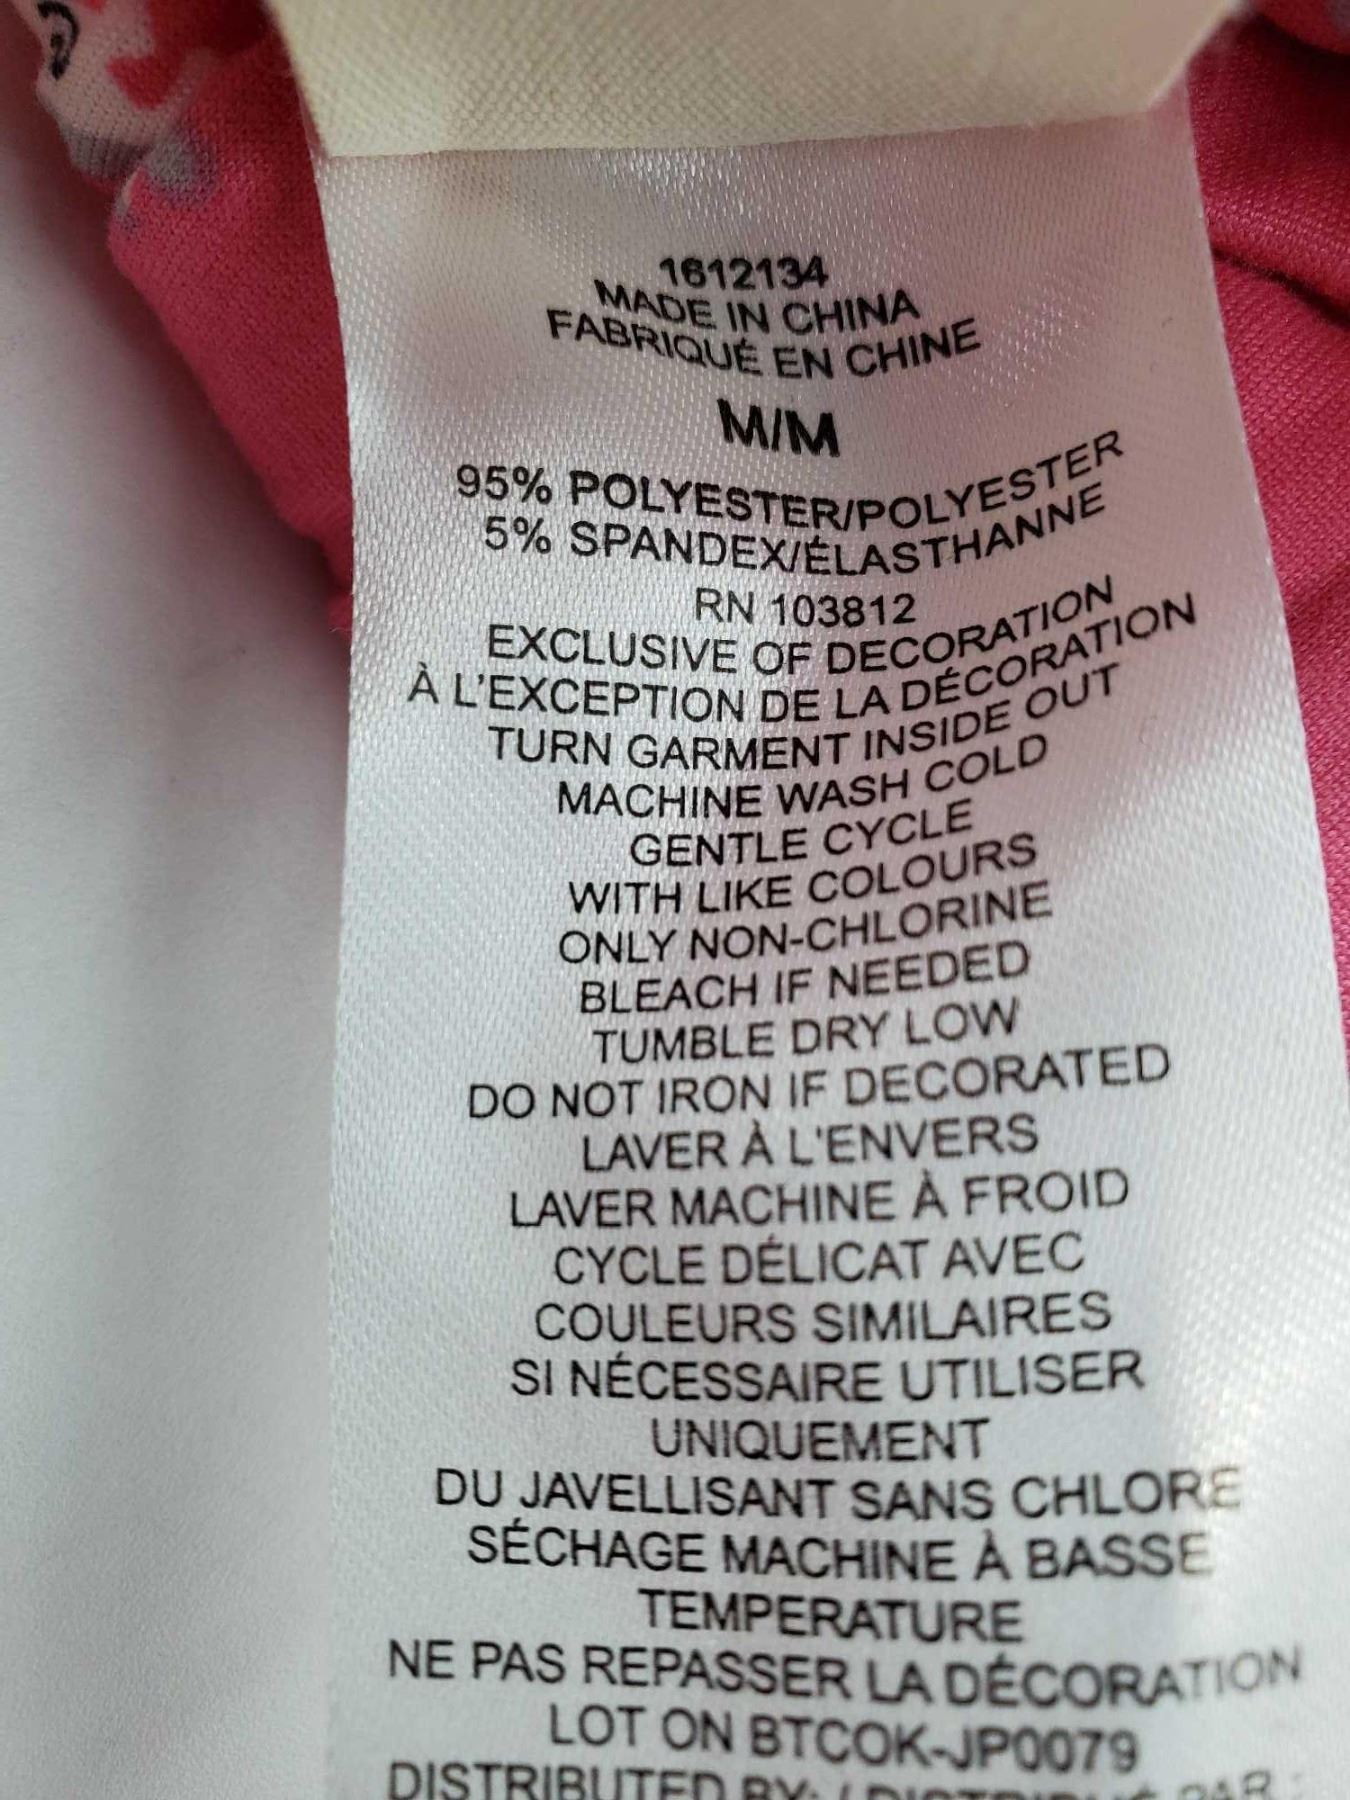 1612134
MADE IN CHINA
FABRIQUÉ EN CHINE
M/M
95% POLYESTER/POLYESTER
5% SPANDEX/ÉLASTHANNE
RN 103812
EXCLUSIVE OF DECORATION
À L'EXCEPTION DE LA DÉCORATION
TURN GARMENT INSIDE OUT
MACHINE WASH COLD
GENTLE CYCLE
WITH LIKE COLOURS
ONLY NON-CHLORINE
BLEACH IF NEEDED
TUMBLE DRY LOW
DO NOT IRON IF DECORATED
LAVER À L'ENVERS
LAVER MACHINE À FROID
CYCLE DÉLICAT AVEC
COULEURS SIMILAIRES
SI NÉCESSAIRE UTILISER
UNIQUEMENT
DU JAVELLISANT SANS CHLORE
SÉCHAGE MACHINE À BASSE
TEMPERATURE
NE PAS REPASSER LA DÉCORATION
LOT ON BTCOK-JP0079
DISTRIBUTED BY: / DISTRIBUÉ PAR :